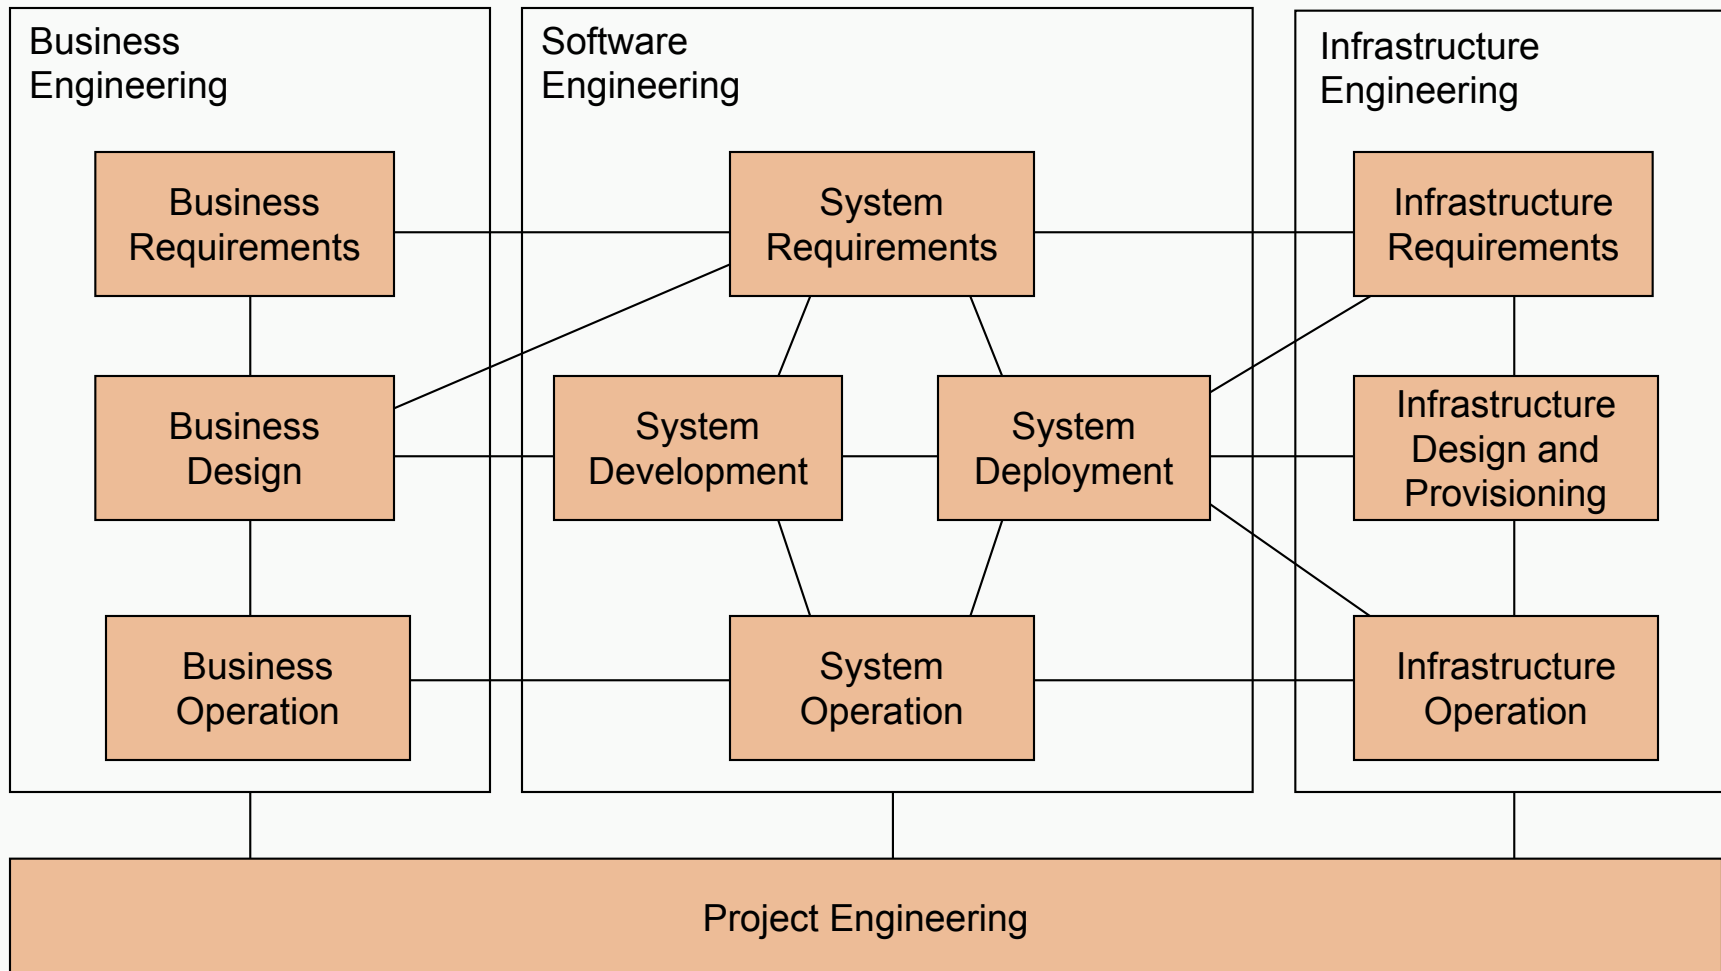 Business
Engineering
Software
Engineering
Infrastructure
Engineering
Business
Requirements
System
Requirements
Infrastructure
Requirements
Business
Design
System
Development
System
Deployment
Infrastructure
Design and
Provisioning
Business
Operation
System
Operation
Infrastructure
Operation
Project Engineering